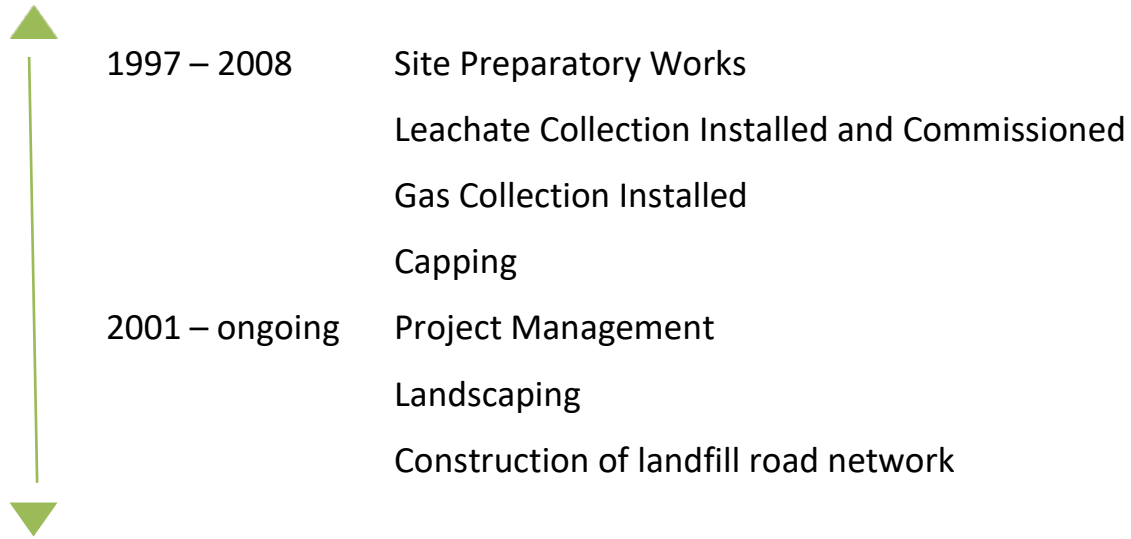 1997 – 2008 Site Preparatory Works
Leachate Collection Installed and Commissioned
Gas Collection Installed
Capping
2001 – ongoing Project Management
Landscaping
Construction of landfill road network